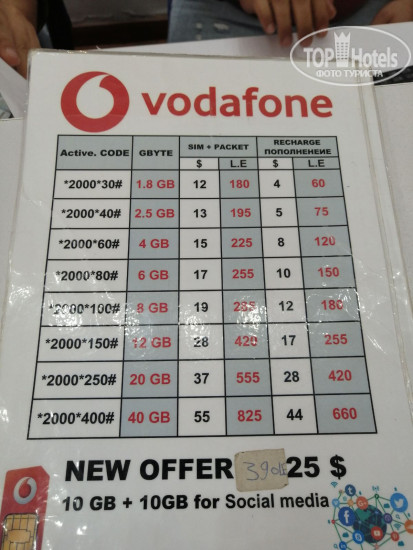 TOP Hotels
ФОТО ТУРИСТА
vodafone
Active. CODE GBYTE SIM + PACKET RECHARGE ПОПОЛНЕНЕИЕ
$ L.E $ L.E
*2000*30# 1.8 GB 12 180 4 60
*2000*40# 2.5 GB 13 195 5 75
*2000*60# 4 GB 15 225 8 120
*2000*80# 6 GB 17 255 10 150
*2000*100# 8 GB 19 285 12 180
*2000*150# 12 GB 28 420 17 255
*2000*250# 20 GB 37 555 28 420
*2000*400# 40 GB 55 825 44 660
NEW OFFER 390LE 25 $
10 GB + 10GB for Social media